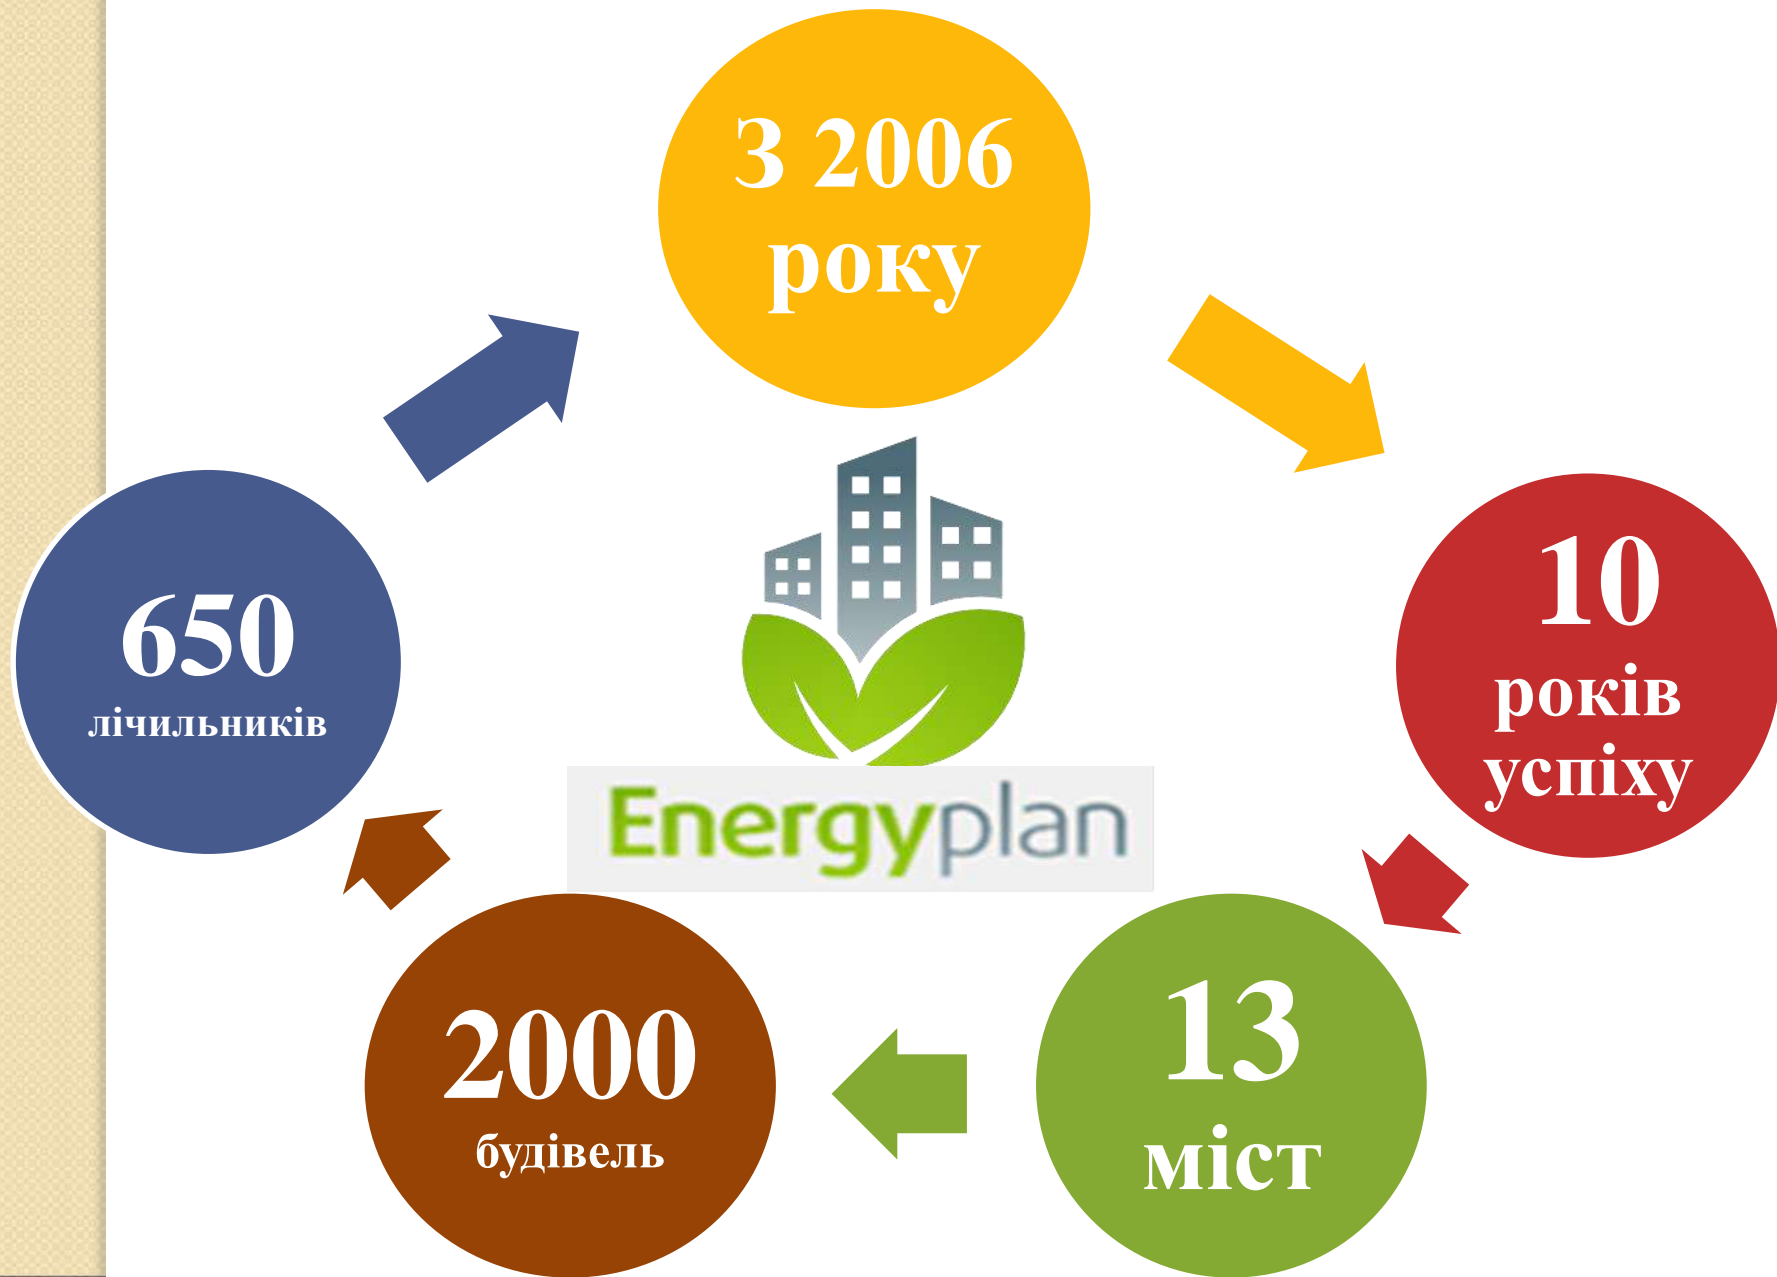 З 2006
року
10
років
успіху
13
міст
2000
будівель
650
лічильників
Energyplan